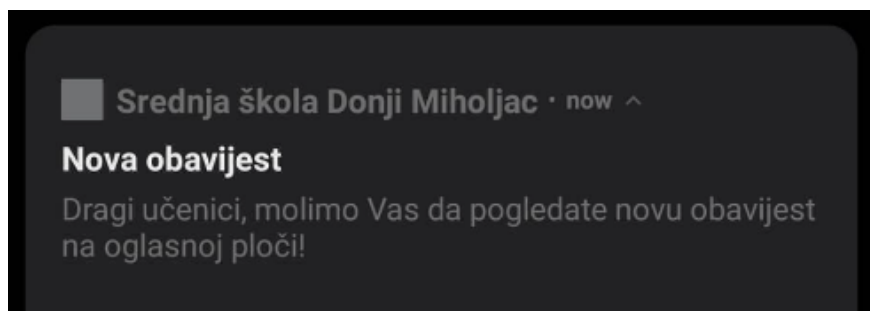 Srednja škola Donji Miholjac · now
Nova obavijest
Dragi učenici, molimo Vas da pogledate novu obavijest
na oglasnoj ploči!